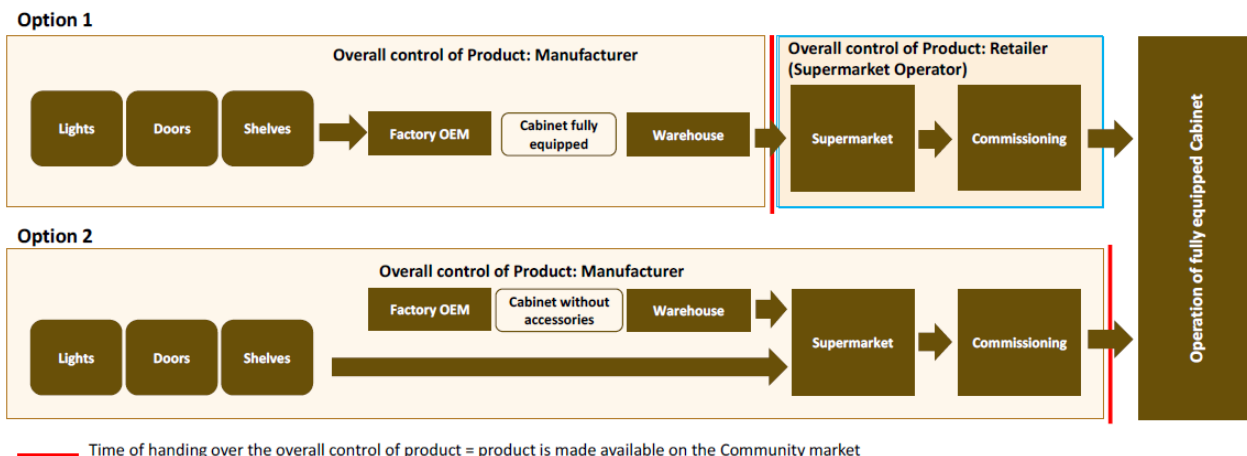 Option 1
Overall control of Product: Manufacturer
Overall control of Product: Retailer
(Supermarket Operator)
Lights
Doors
Shelves
Factory OEM
Cabinet fully
equipped
Warehouse
Supermarket
Commissioning
Operation of fully equipped Cabinet
Option 2
Overall control of Product: Manufacturer
Factory OEM
Cabinet without
accessories
Warehouse
Lights
Doors
Shelves
Supermarket
Commissioning
Time of handing over the overall control of product = product is made available on the Community market